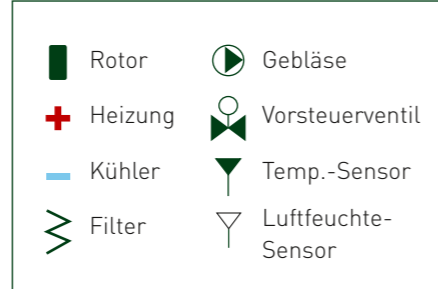 Rotor
Heizung
Kühler
Filter
Gebläse
Vorsteuerventil
Temp.-Sensor
Luftfeuchte-
Sensor